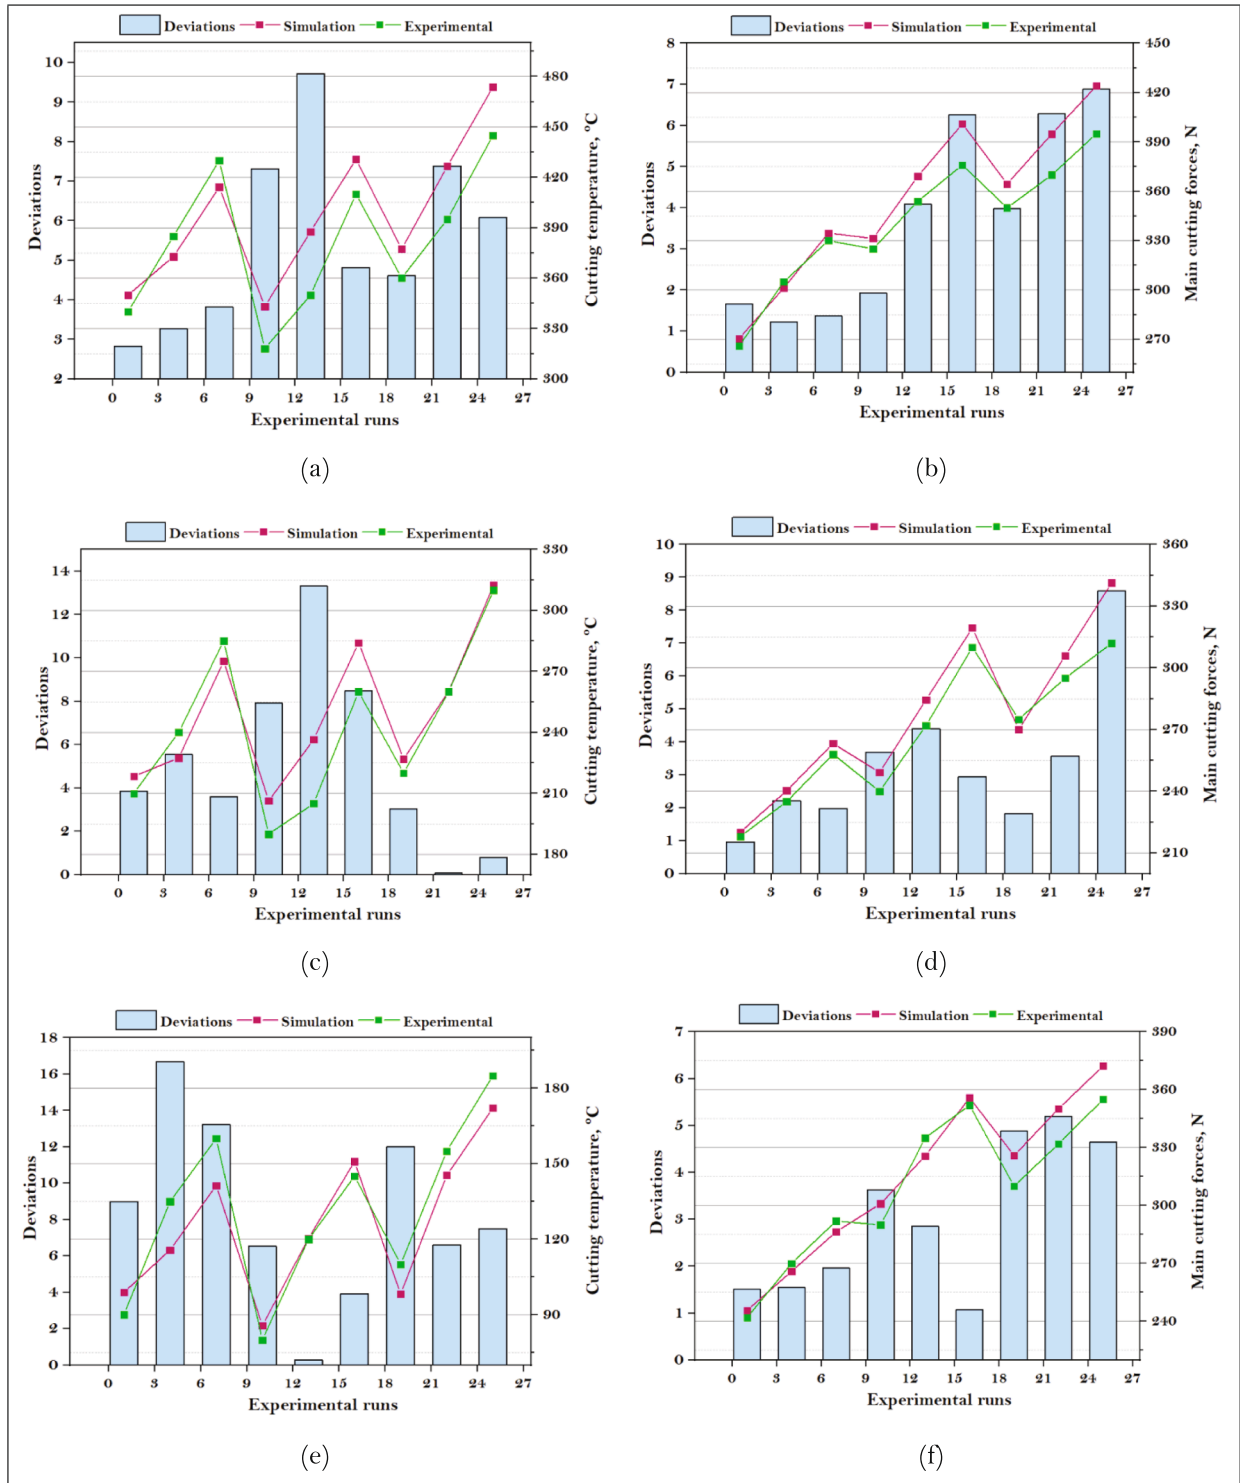 Deviations Simulation Experimental
10
9
8
7
6
5
4
3
2
Deviations
480
450
420
390
360
330
300
Cutting temperature, °C
0 3 6 9 12 15 18 21 24 27
Experimental runs
(a)
Deviations Simulation Experimental
8
7
6
5
4
3
2
1
0
Deviations
450
420
390
360
330
300
270
Main cutting forces, N
0 3 6 9 12 15 18 21 24 27
Experimental runs
(b)
Deviations Simulation Experimental
14
12
10
8
6
4
2
0
Deviations
330
300
270
240
210
180
Cutting temperature, °C
0 3 6 9 12 15 18 21 24 27
Experimental runs
(c)
Deviations Simulation Experimental
10
9
8
7
6
5
4
3
2
1
0
Deviations
360
330
300
270
240
210
Main cutting forces, N
0 3 6 9 12 15 18 21 24 27
Experimental runs
(d)
Deviations Simulation Experimental
18
16
14
12
10
8
6
4
2
0
Deviations
180
150
120
90
Cutting temperature, °C
0 3 6 9 12 15 18 21 24 27
Experimental runs
(e)
Deviations Simulation Experimental
7
6
5
4
3
2
1
0
Deviations
390
360
330
300
270
240
Main cutting forces, N
0 3 6 9 12 15 18 21 24 27
Experimental runs
(f)